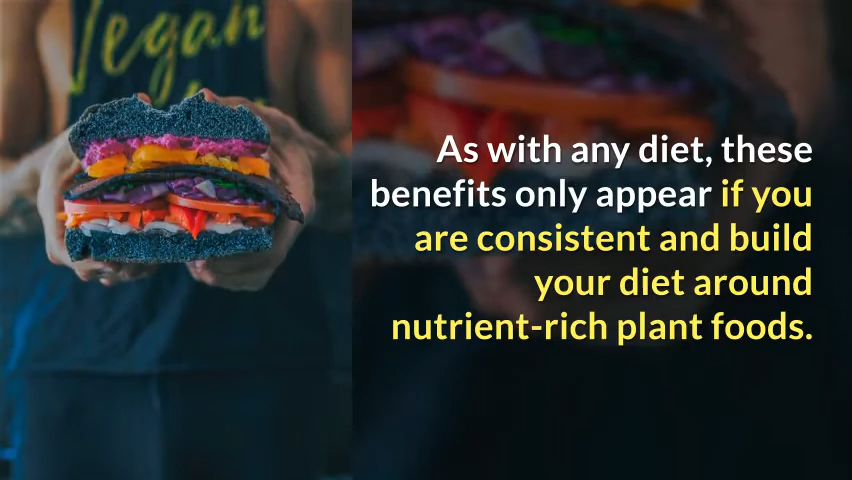 Vegan
As with any diet, these
benefits only appear if you
are consistent and build
your diet around
nutrient-rich plant foods.